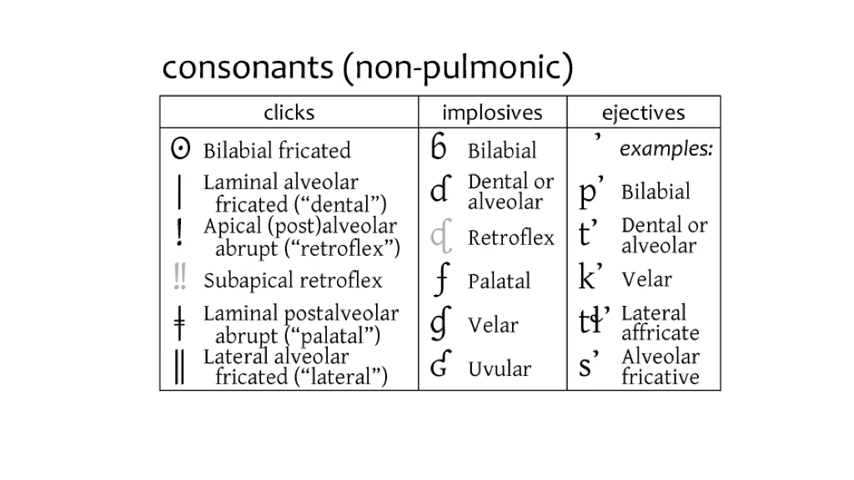 consonants (non-pulmonic)
clicks implosives ejectives
ʘ Bilabial fricated ɓ Bilabial ʼ examples:
ǀ Laminal alveolar fricated (“dental”) ɗ Dental or alveolar pʼ Bilabial
ǃ Apical (post)alveolar abrupt (“retroflex”) ᶑ Retroflex tʼ Dental or alveolar
‼ Subapical retroflex ʄ Palatal kʼ Velar
ǂ Laminal postalveolar abrupt (“palatal”) ɠ Velar tɬʼ Lateral affricate
ǁ Lateral alveolar fricated (“lateral”) ʛ Uvular sʼ Alveolar fricative